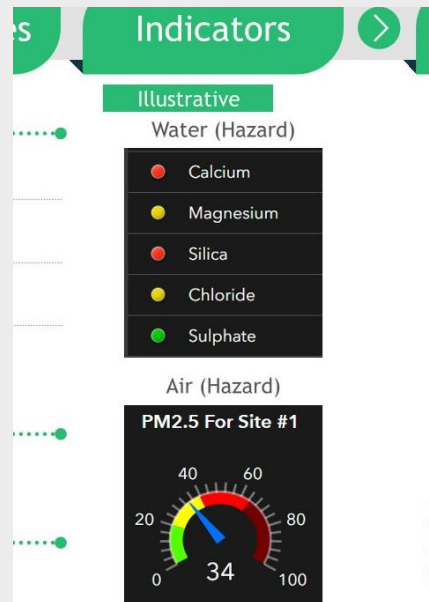 es
Indicators
Illustrative
Water (Hazard)
Calcium
Magnesium
Silica
Chloride
Sulphate
Air (Hazard)
PM2.5 For Site #1
40 60
20 80
0 34 100